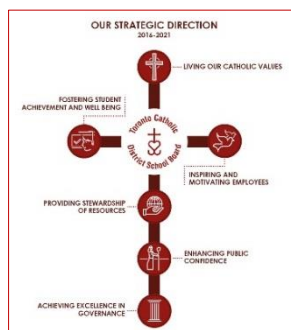 OUR STRATEGIC DIRECTION
2016-2021
LIVING OUR CATHOLIC VALUES
FOSTERING STUDENT
ACHIEVEMENT AND WELL BEING
Toronto Catholic
District School Board
INSPIRING AND
MOTIVATING EMPLOYEES
PROVIDING STEWARDSHIP
OF RESOURCES
ENHANCING PUBLIC
CONFIDENCE
ACHIEVING EXCELLENCE IN
GOVERNANCE